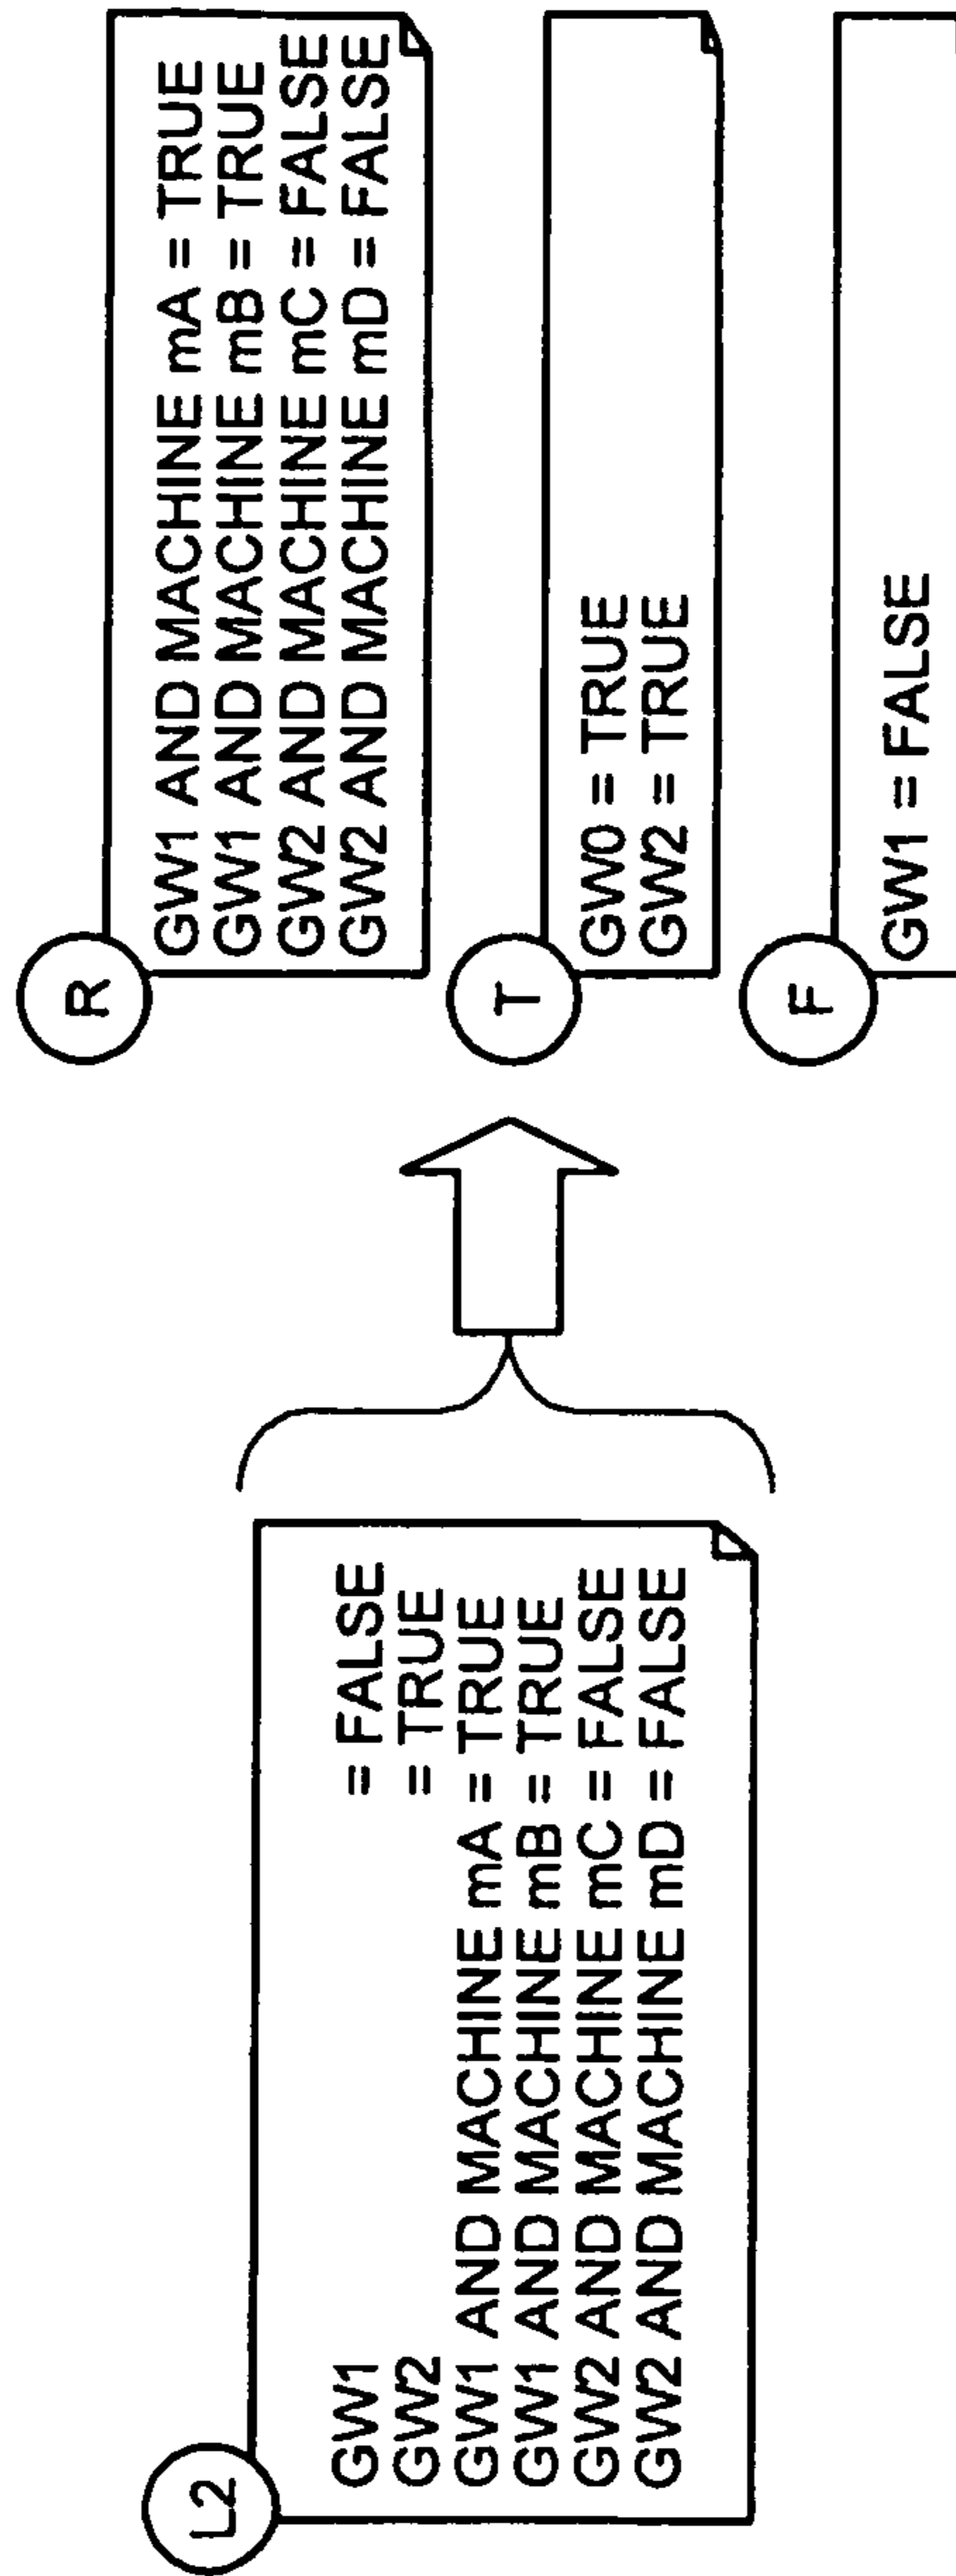 L2
GW1 = FALSE
GW2 = TRUE
GW1 AND MACHINE mA = TRUE
GW1 AND MACHINE mB = TRUE
GW2 AND MACHINE mC = FALSE
GW2 AND MACHINE mD = FALSE
R
GW1 AND MACHINE mA = TRUE
GW1 AND MACHINE mB = TRUE
GW2 AND MACHINE mC = FALSE
GW2 AND MACHINE mD = FALSE
T
GW0 = TRUE
GW2 = TRUE
F
GW1 = FALSE